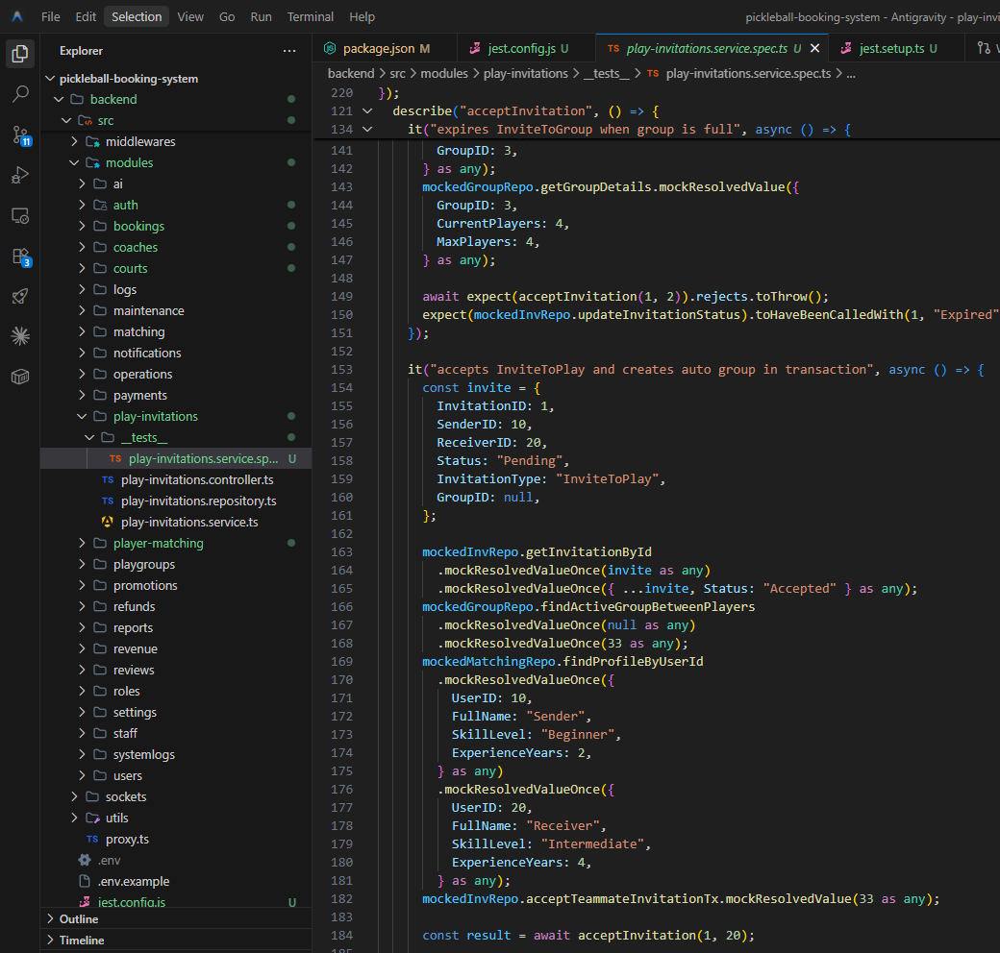 File Edit Selection View Go Run Terminal Help
pickleball-booking-system - Antigravity - play-invi
Explorer ...
package.json M
jest.config.js U
TS play-invitations.service.spec.ts U
TS jest.setup.ts U
backend > src > modules > play-invitations > __tests__ > TS play-invitations.service.spec.ts > ...
pickleball-booking-system
backend
src
middlewares
modules
ai
auth
bookings
coaches
courts
logs
maintenance
matching
notifications
operations
payments
play-invitations
__tests__
TS play-invitations.service.sp... U
TS play-invitations.controller.ts
TS play-invitations.repository.ts
play-invitations.service.ts
player-matching
playgroups
promotions
refunds
reports
revenue
reviews
roles
settings
staff
systemlogs
users
sockets
utils
TS proxy.ts
.env
.env.example
jest.config.js U
Outline
Timeline
11
3
220 });
121 describe("acceptInvitation", () => {
134 it("expires InviteToGroup when group is full", async () => {
141 GroupID: 3,
142 } as any);
143 mockedGroupRepo.getGroupDetails.mockResolvedValue({
144 GroupID: 3,
145 CurrentPlayers: 4,
146 MaxPlayers: 4,
147 } as any);
148
149 await expect(acceptInvitation(1, 2)).rejects.toThrow();
150 expect(mockedInvRepo.updateInvitationStatus).toHaveBeenCalledWith(1, "Expired"
151 });
152
153 it("accepts InviteToPlay and creates auto group in transaction", async () => {
154 const invite = {
155 InvitationID: 1,
156 SenderID: 10,
157 ReceiverID: 20,
158 Status: "Pending",
159 InvitationType: "InviteToPlay",
160 GroupID: null,
161 };
162
163 mockedInvRepo.getInvitationById
164 .mockResolvedValueOnce(invite as any)
165 .mockResolvedValueOnce({ ...invite, Status: "Accepted" } as any);
166 mockedGroupRepo.findActiveGroupBetweenPlayers
167 .mockResolvedValueOnce(null as any)
168 .mockResolvedValueOnce(33 as any);
169 mockedMatchingRepo.findProfileByUserId
170 .mockResolvedValueOnce({
171 UserID: 10,
172 FullName: "Sender",
173 SkillLevel: "Beginner",
174 ExperienceYears: 2,
175 } as any)
176 .mockResolvedValueOnce({
177 UserID: 20,
178 FullName: "Receiver",
179 SkillLevel: "Intermediate",
180 ExperienceYears: 4,
181 } as any);
182 mockedInvRepo.acceptTeammateInvitationTx.mockResolvedValue(33 as any);
183
184 const result = await acceptInvitation(1, 20);
185